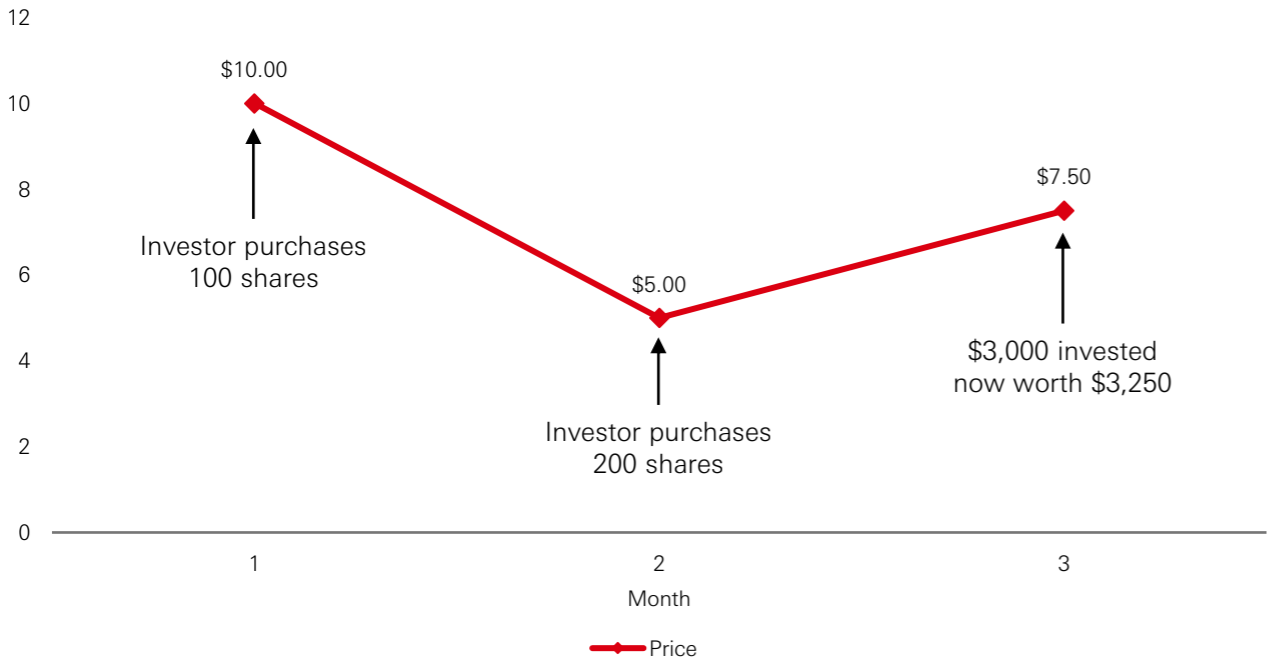 12
$10.00
10
8
$7.50
Investor purchases
100 shares
6
$5.00
$3,000 invested
now worth $3,250
4
Investor purchases
200 shares
2
0
1
2
3
Month
Price